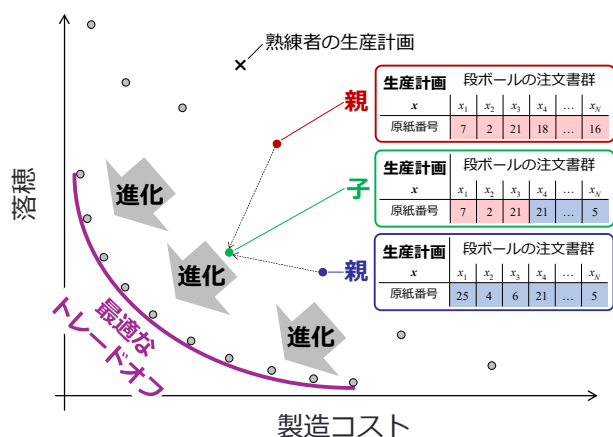 熟練者の生産計画
親
生産計画 段ボールの注文書群
x x1 x2 x3 x4 … xN
原紙番号 7 2 21 18 … 16
子
生産計画 段ボールの注文書群
x x1 x2 x3 x4 … xN
原紙番号 7 2 21 21 … 5
親
生産計画 段ボールの注文書群
x x1 x2 x3 x4 … xN
原紙番号 25 4 6 21 … 5
進化
進化
進化
最適な
トレードオフ
落穂
製造コスト